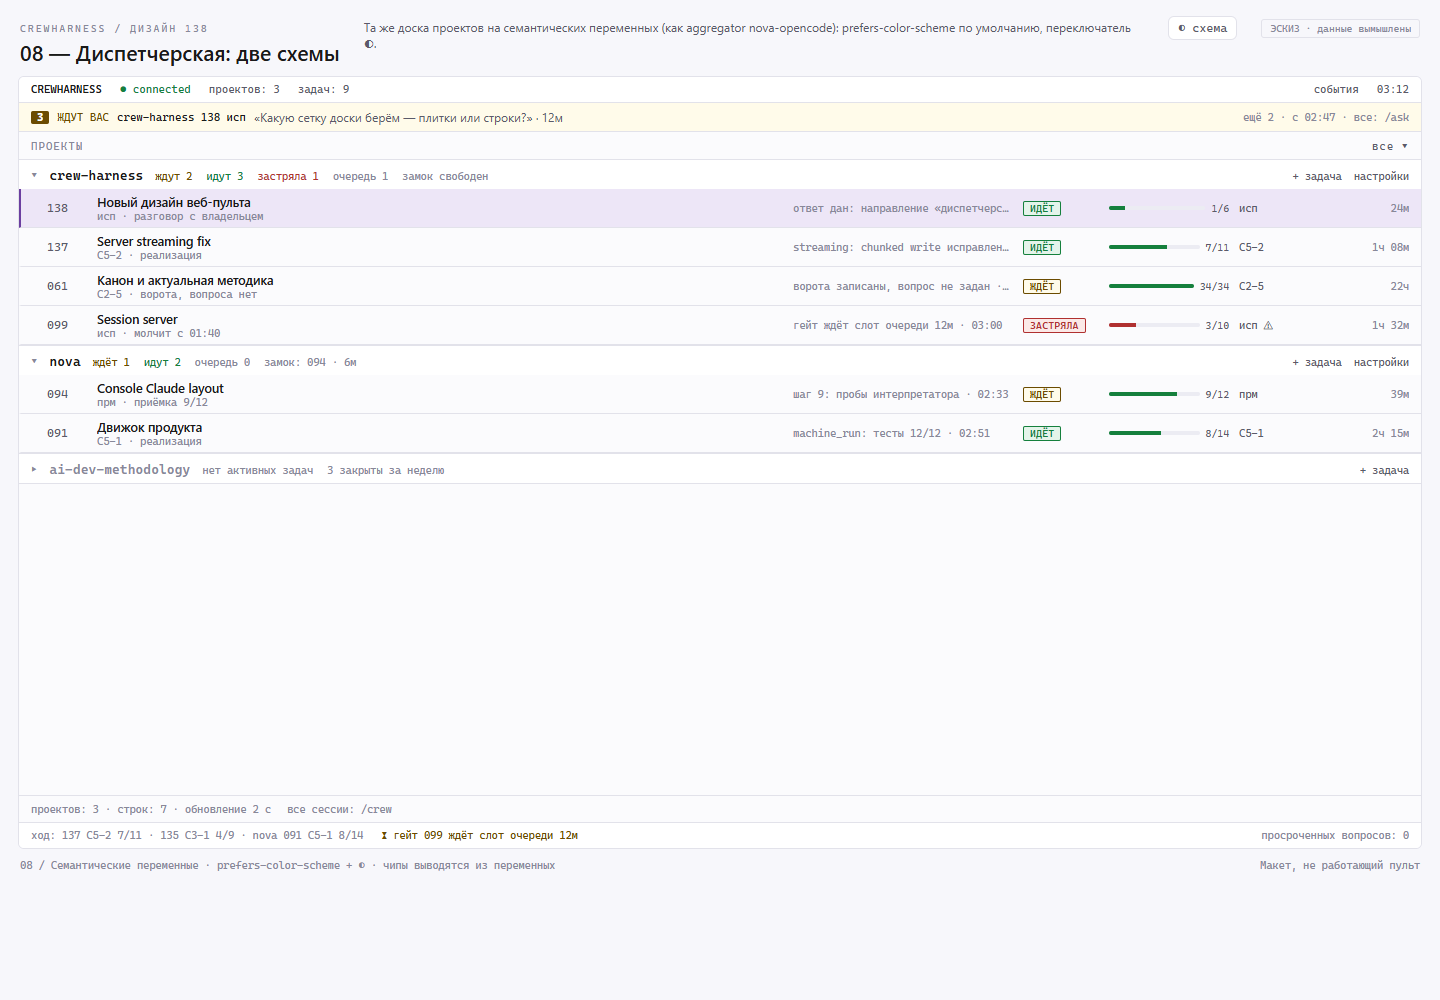 CREWHARNESS / ДИЗАЙН 138
08 — Диспетчерская: две схемы
Та же доска проектов на семантических переменных (как aggregator nova-opencode): prefers-color-scheme по умолчанию, переключатель
◐.
◐ схема
ЭСКИЗ · данные вымышлены
CREWHARNESS ● connected проектов: 3 задач: 9
события 03:12
3 ЖДУТ ВАС crew-harness 138 исп «Какую сетку доски берём — плитки или строки?» · 12м
ещё 2 · с 02:47 · все: /ask
ПРОЕКТЫ
все ▾
▾ crew-harness ждут 2 идут 3 застряла 1 очередь 1 замок свободен
+ задача настройки
138 Новый дизайн веб-пульта
исп · разговор с владельцем
ответ дан: направление «диспетчерс… ИДЁТ 1/6 исп 24м
137 Server streaming fix
С5-2 · реализация
streaming: chunked write исправлен… ИДЁТ 7/11 С5-2 1ч 08м
061 Канон и актуальная методика
С2-5 · ворота, вопроса нет
ворота записаны, вопрос не задан ·… ЖДЁТ 34/34 С2-5 22ч
099 Session server
исп · молчит с 01:40
гейт ждёт слот очереди 12м · 03:00 ЗАСТРЯЛА 3/10 исп ⚠ 1ч 32м
▾ nova ждёт 1 идут 2 очередь 0 замок: 094 · 6м
+ задача настройки
094 Console Claude layout
прм · приёмка 9/12
шаг 9: пробы интерпретатора · 02:33 ЖДЁТ 9/12 прм 39м
091 Движок продукта
С5-1 · реализация
machine_run: тесты 12/12 · 02:51 ИДЁТ 8/14 С5-1 2ч 15м
▸ ai-dev-methodology нет активных задач 3 закрыты за неделю
+ задача
проектов: 3 · строк: 7 · обновление 2 с все сессии: /crew
ход: 137 С5-2 7/11 · 135 С3-1 4/9 · nova 091 С5-1 8/14 ⧗ гейт 099 ждёт слот очереди 12м
просроченных вопросов: 0
08 / Семантические переменные · prefers-color-scheme + ◐ · чипы выводятся из переменных
Макет, не работающий пульт